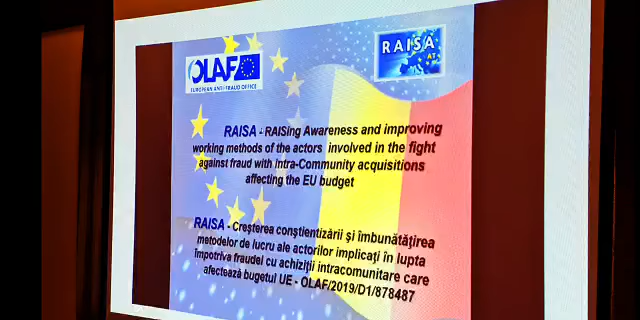 OLAF
EUROPEAN ANTI-FRAUD OFFICE
RAISA
AT
RAISA - RAISing Awareness and improving
working methods of the actors involved in the fight
against fraud with intra-Community acquisitions
affecting the EU budget
RAISA - Creşterea conştientizării şi îmbunătăţirea
metodelor de lucru ale actorilor implicaţi în lupta
împotriva fraudei cu achiziţii intracomunitare care
afectează bugetul UE - OLAF/2019/D1/878487